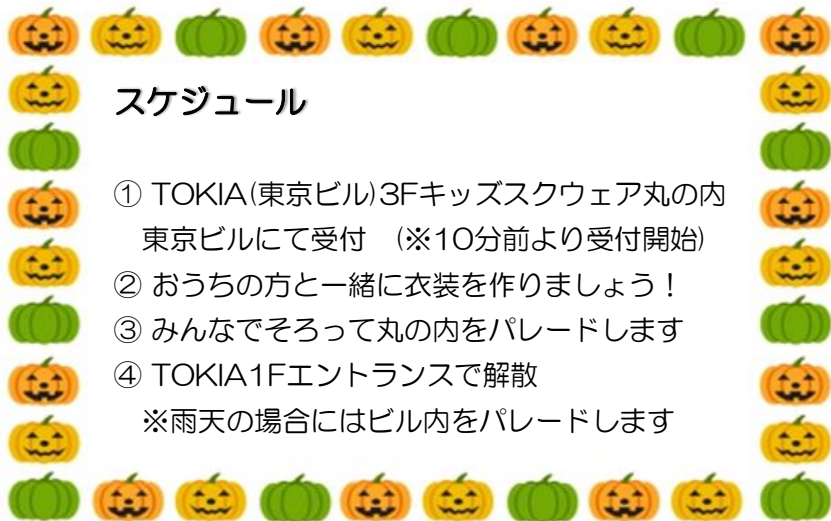 スケジュール
① TOKIA(東京ビル)3Fキッズスクウェア丸の内
東京ビルにて受付　(※10分前より受付開始)
② おうちの方と一緒に衣装を作りましょう！
③ みんなでそろって丸の内をパレードします
④ TOKIA1Fエントランスで解散
※雨天の場合にはビル内をパレードします